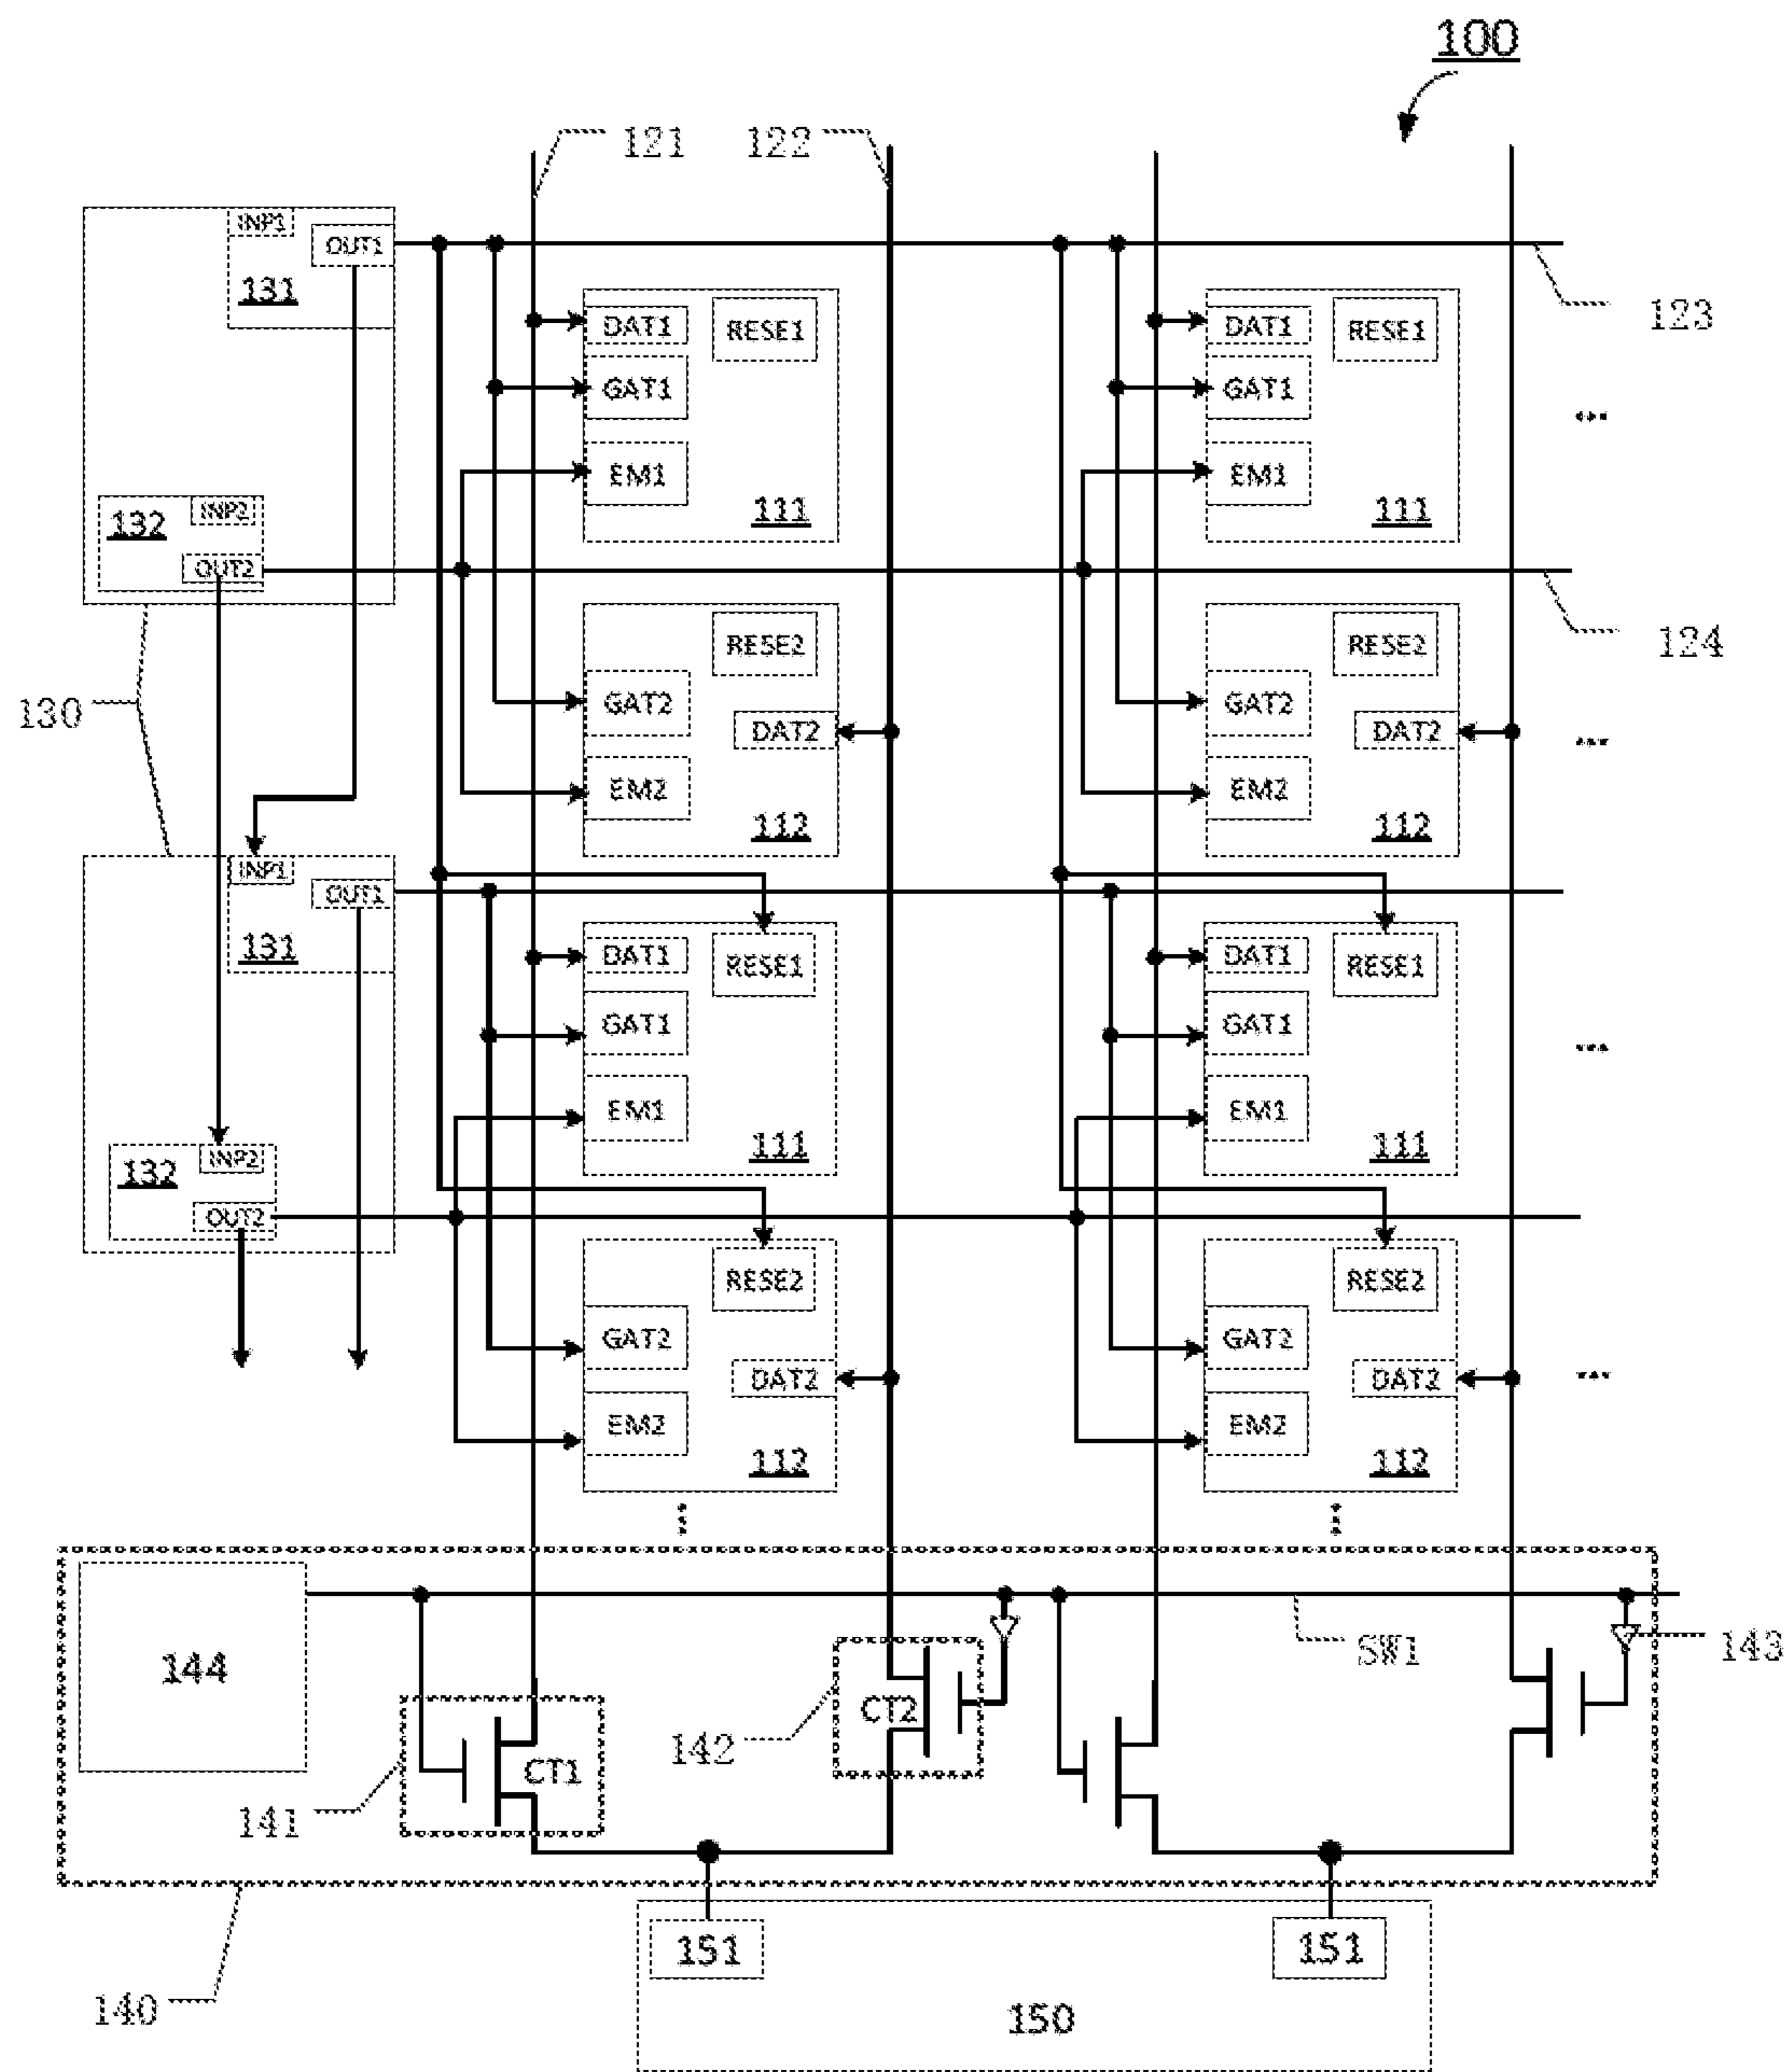 100
121 122
INP1
OUT1
131
123
DAT1 RESE1
GAT1
EM1
111
DAT1 RESE1
GAT1
EM1
111
...
INP2
132
OUT2
124
130
RESE2
GAT2
DAT2
EM2
112
RESE2
GAT2
DAT2
EM2
112
...
INP1
OUT1
131
DAT1 RESE1
GAT1
EM1
111
DAT1 RESE1
GAT1
EM1
111
...
INP2
132
OUT2
RESE2
GAT2
DAT2
EM2
112
RESE2
GAT2
DAT2
EM2
112
...
144
SW1
143
CT2
142
CT1
141
151
151
140
150